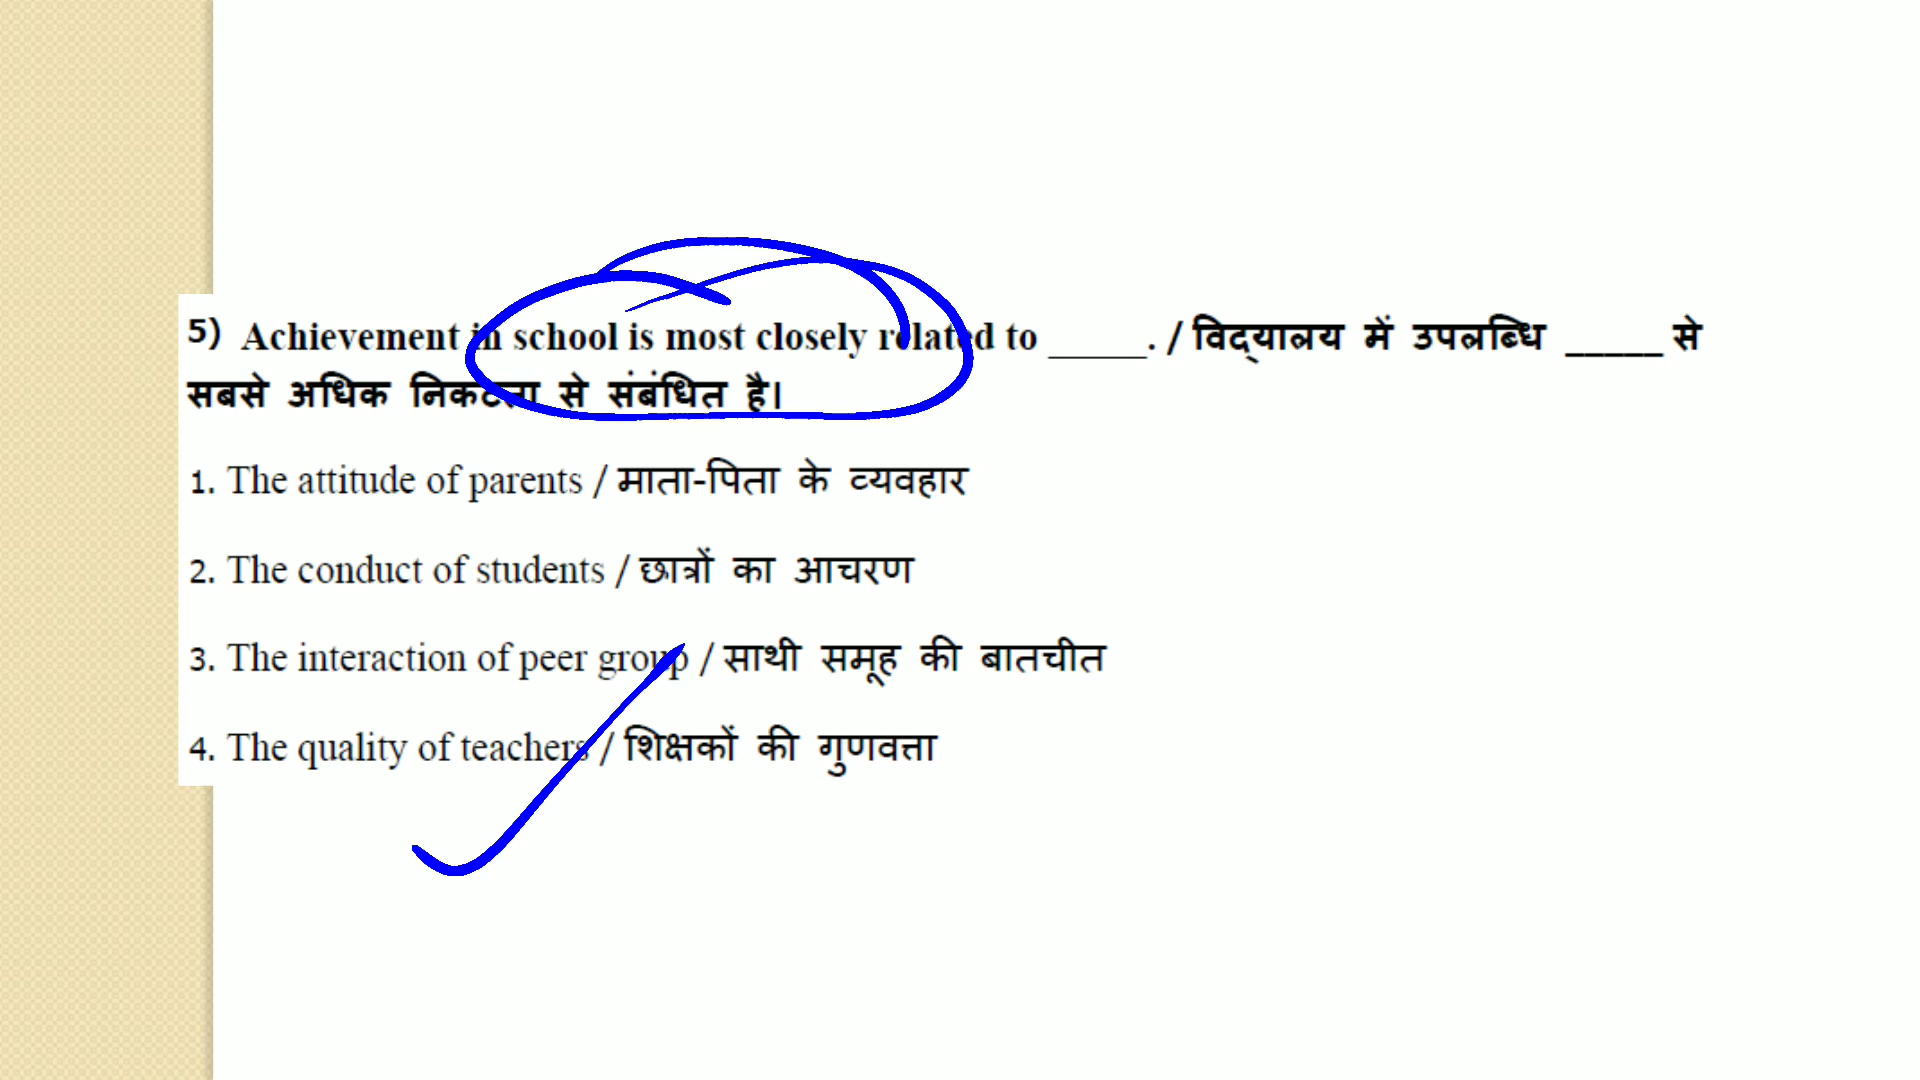 5) Achievement in school is most closely related to _____. / विद्यालय में उपलब्धि _____ से
सबसे अधिक निकटता से संबंधित है।
1. The attitude of parents / माता-पिता के व्यवहार
2. The conduct of students / छात्रों का आचरण
3. The interaction of peer group / साथी समूह की बातचीत
4. The quality of teachers / शिक्षकों की गुणवत्ता